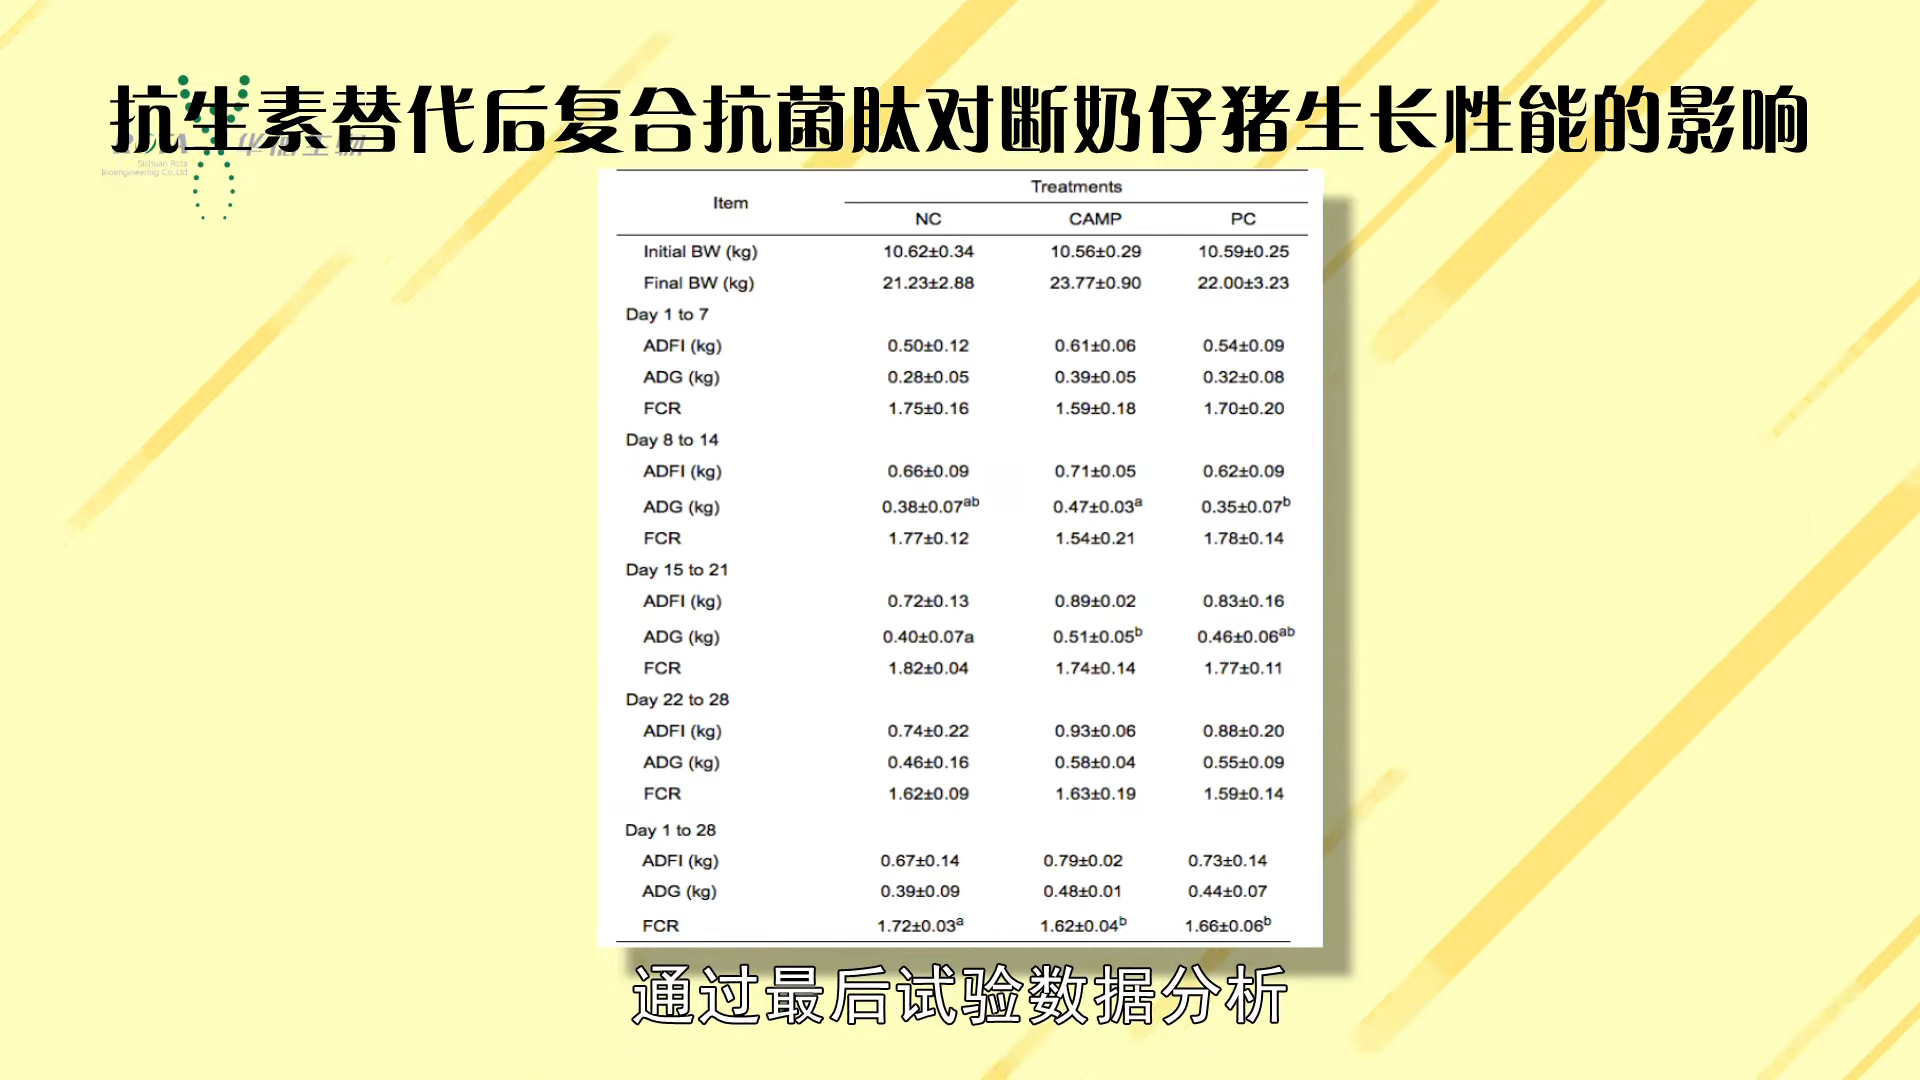 抗生素替代后复合抗菌肽对断奶仔猪生长性能的影响
Sichuan Rota
Bioengineering Co.,Ltd
Treatments
Item
NC CAMP PC
Initial BW (kg) 10.62±0.34 10.56±0.29 10.59±0.25
Final BW (kg) 21.23±2.88 23.77±0.90 22.00±3.23
Day 1 to 7
ADFI (kg) 0.50±0.12 0.61±0.06 0.54±0.09
ADG (kg) 0.28±0.05 0.39±0.05 0.32±0.08
FCR 1.75±0.16 1.59±0.18 1.70±0.20
Day 8 to 14
ADFI (kg) 0.66±0.09 0.71±0.05 0.62±0.09
ADG (kg) 0.38±0.07ab 0.47±0.03a 0.35±0.07b
FCR 1.77±0.12 1.54±0.21 1.78±0.14
Day 15 to 21
ADFI (kg) 0.72±0.13 0.89±0.02 0.83±0.16
ADG (kg) 0.40±0.07a 0.51±0.05b 0.46±0.06ab
FCR 1.82±0.04 1.74±0.14 1.77±0.11
Day 22 to 28
ADFI (kg) 0.74±0.22 0.93±0.06 0.88±0.20
ADG (kg) 0.46±0.16 0.58±0.04 0.55±0.09
FCR 1.62±0.09 1.63±0.19 1.59±0.14
Day 1 to 28
ADFI (kg) 0.67±0.14 0.79±0.02 0.73±0.14
ADG (kg) 0.39±0.09 0.48±0.01 0.44±0.07
FCR 1.72±0.03a 1.62±0.04b 1.66±0.06b
通过最后试验数据分析